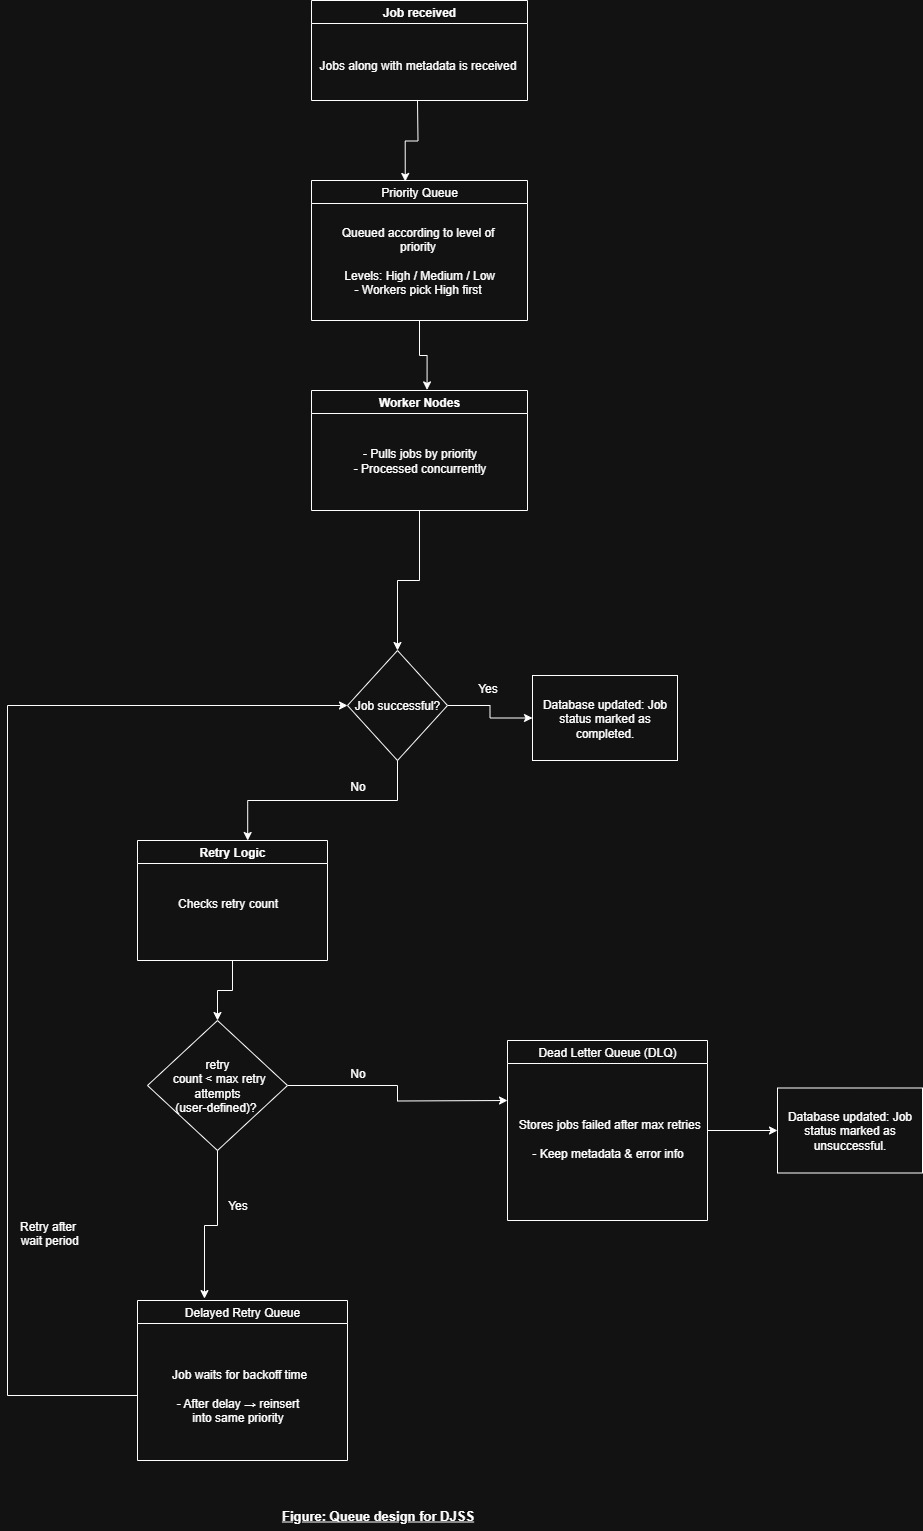 Job received
Jobs along with metadata is received
Priority Queue
Queued according to level of
priority
Levels: High / Medium / Low
- Workers pick High first
Worker Nodes
- Pulls jobs by priority
- Processed concurrently
Job successful?
Yes
Database updated: Job
status marked as
completed.
No
Retry Logic
Checks retry count
retry
count < max retry
attempts
(user-defined)?
No
Dead Letter Queue (DLQ)
Stores jobs failed after max retries
- Keep metadata & error info
Database updated: Job
status marked as
unsuccessful.
Yes
Retry after
wait period
Delayed Retry Queue
Job waits for backoff time
- After delay → reinsert
into same priority
Figure: Queue design for DJSS